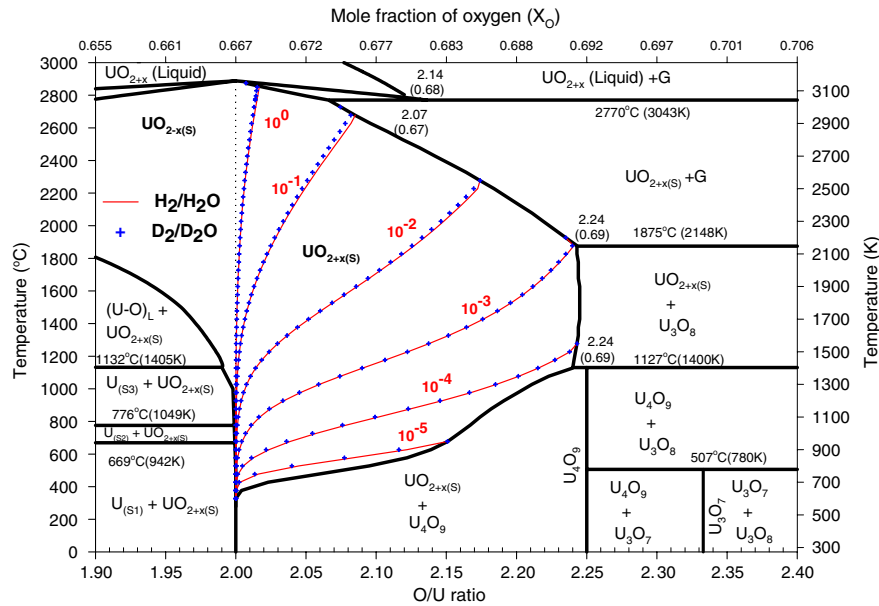 Mole fraction of oxygen (X_O)
0.655 0.661 0.667 0.672 0.674 0.677 0.683 0.689 0.692 0.697 0.701 0.706
3000
2800
2600
2400
2200
2000
1800
1600
1400
1200
1000
800
600
400
200
0
Temperature (°C)
UO2+x (Liquid)
2.14
(0.68)
UO2+x (Liquid) +G
2770°C (3043K)
UO2-x(S)
10^0
2.07
(0.67)
10^-1
UO2+x(S) +G
H2/H2O
D2/D2O
10^-2
UO2+x(S)
2.24
(0.69)
1875°C (2148K)
(U-O)L +
UO2+x(S)
10^-3
UO2+x(S)
+
U3O8
1132°C(1405K)
2.24
(0.69)
1127°C(1400K)
U(S3) + UO2+x(S)
776°C(1049K)
10^-4
U4O9
+
U3O8
U(S2) + UO2+x(S)
669°C(942K)
10^-5
507°C(780K)
U(S1) + UO2+x(S)
UO2+x(S)
+
U4O9
U4O9
U4O9
+
U3O7
U3O7
U3O7
+
U3O8
3100
2900
2700
2500
2300
2100
1900
1700
1500
1300
1100
900
700
500
300
Temperature (K)
1.90 2.00 2.00 2.10 2.10 2.20 2.20 2.30 2.30 2.40
O/U ratio